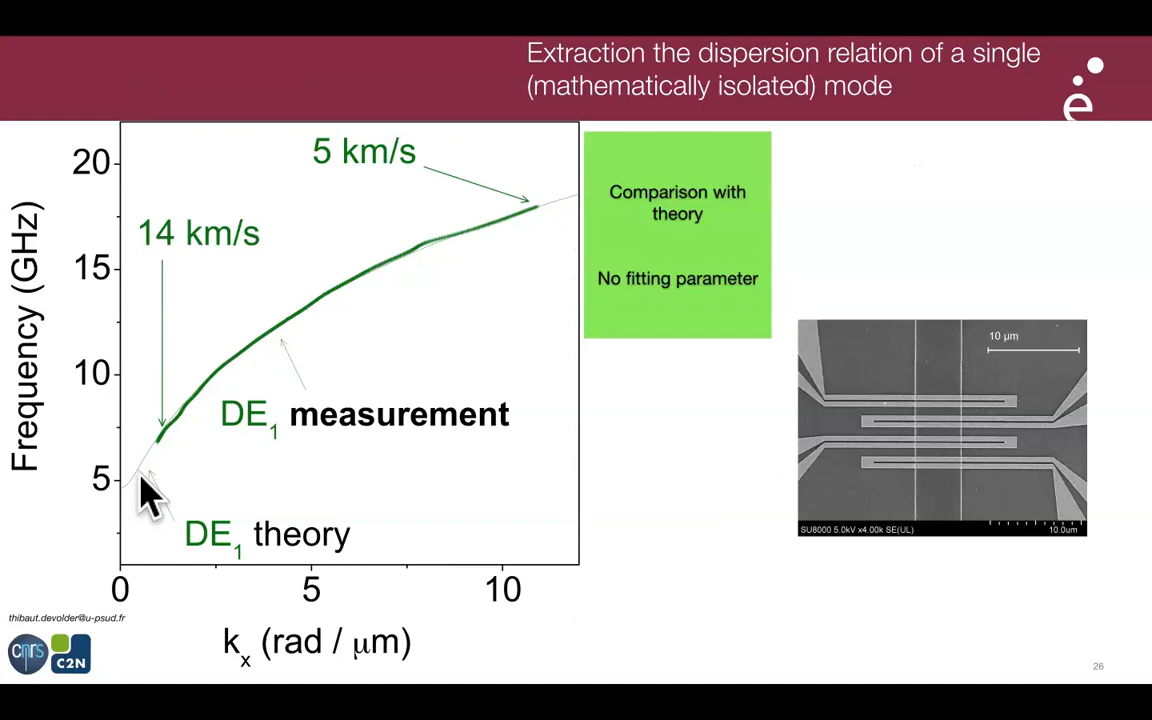 Extraction the dispersion relation of a single
(mathematically isolated) mode
e
Frequency (GHz)
20
15
10
5
5 km/s
14 km/s
DE1 measurement
DE1 theory
0
5
10
kx (rad / μm)
Comparison with
theory
No fitting parameter
10 μm
SU8000 5.0kV x4.00k SE(UL)
10.0um
thibaut.devolder@u-psud.fr
cnrs
C2N
26